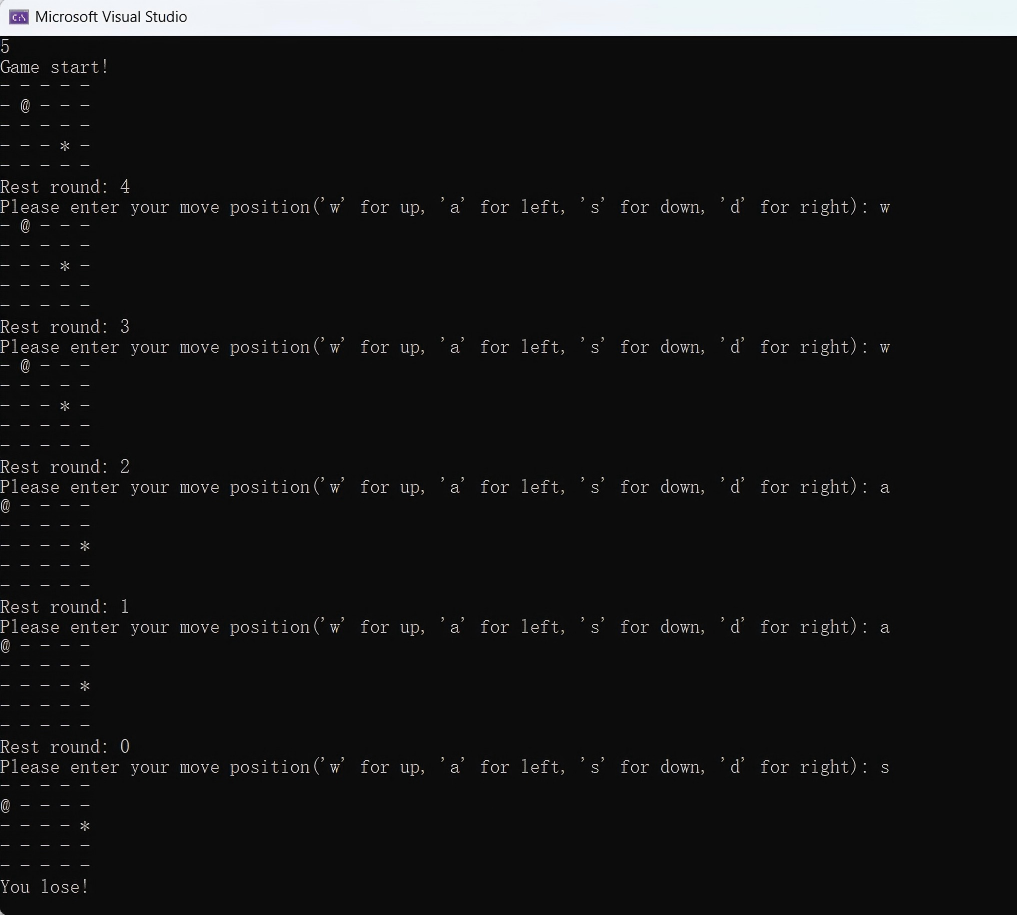 Microsoft Visual Studio
5
Game start!
- - - - -
- @ - - -
- - - - -
- - - * -
- - - - -
Rest round: 4
Please enter your move position('w' for up, 'a' for left, 's' for down, 'd' for right): w
- @ - - -
- - - - -
- - - * -
- - - - -
- - - - -
Rest round: 3
Please enter your move position('w' for up, 'a' for left, 's' for down, 'd' for right): w
- @ - - -
- - - - -
- - - * -
- - - - -
- - - - -
Rest round: 2
Please enter your move position('w' for up, 'a' for left, 's' for down, 'd' for right): a
@ - - - -
- - - - -
- - - - *
- - - - -
- - - - -
Rest round: 1
Please enter your move position('w' for up, 'a' for left, 's' for down, 'd' for right): a
@ - - - -
- - - - -
- - - - *
- - - - -
- - - - -
Rest round: 0
Please enter your move position('w' for up, 'a' for left, 's' for down, 'd' for right): s
- - - - -
@ - - - -
- - - - *
- - - - -
- - - - -
You lose!